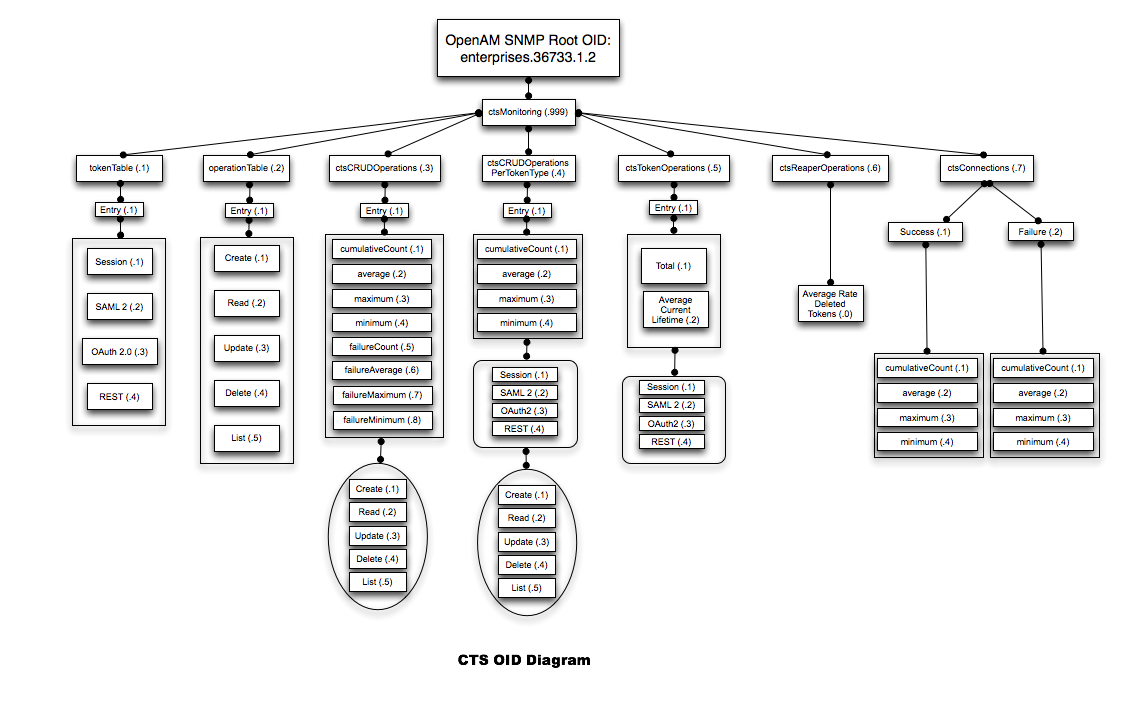 OpenAM SNMP Root OID:
enterprises.36733.1.2
ctsMonitoring (.999)
tokenTable (.1)
operationTable (.2)
ctsCRUDOperations (.3)
ctsCRUDOperations
PerTokenType (.4)
ctsTokenOperations (.5)
ctsReaperOperations (.6)
ctsConnections (.7)
Entry (.1)
Entry (.1)
Entry (.1)
Entry (.1)
Entry (.1)
Success (.1)
Failure (.2)
Session (.1)
SAML 2 (.2)
OAuth 2.0 (.3)
REST (.4)
Create (.1)
Read (.2)
Update (.3)
Delete (.4)
List (.5)
cumulativeCount (.1)
average (.2)
maximum (.3)
minimum (.4)
failureCount (.5)
failureAverage (.6)
failureMaximum (.7)
failureMinimum (.8)
Create (.1)
Read (.2)
Update (.3)
Delete (.4)
List (.5)
cumulativeCount (.1)
average (.2)
maximum (.3)
minimum (.4)
Session (.1)
SAML 2 (.2)
OAuth2 (.3)
REST (.4)
Create (.1)
Read (.2)
Update (.3)
Delete (.4)
List (.5)
Total (.1)
Average
Current
Lifetime (.2)
Session (.1)
SAML 2 (.2)
OAuth2 (.3)
REST (.4)
Average Rate
Deleted
Tokens (.0)
cumulativeCount (.1)
average (.2)
maximum (.3)
minimum (.4)
cumulativeCount (.1)
average (.2)
maximum (.3)
minimum (.4)
CTS OID Diagram